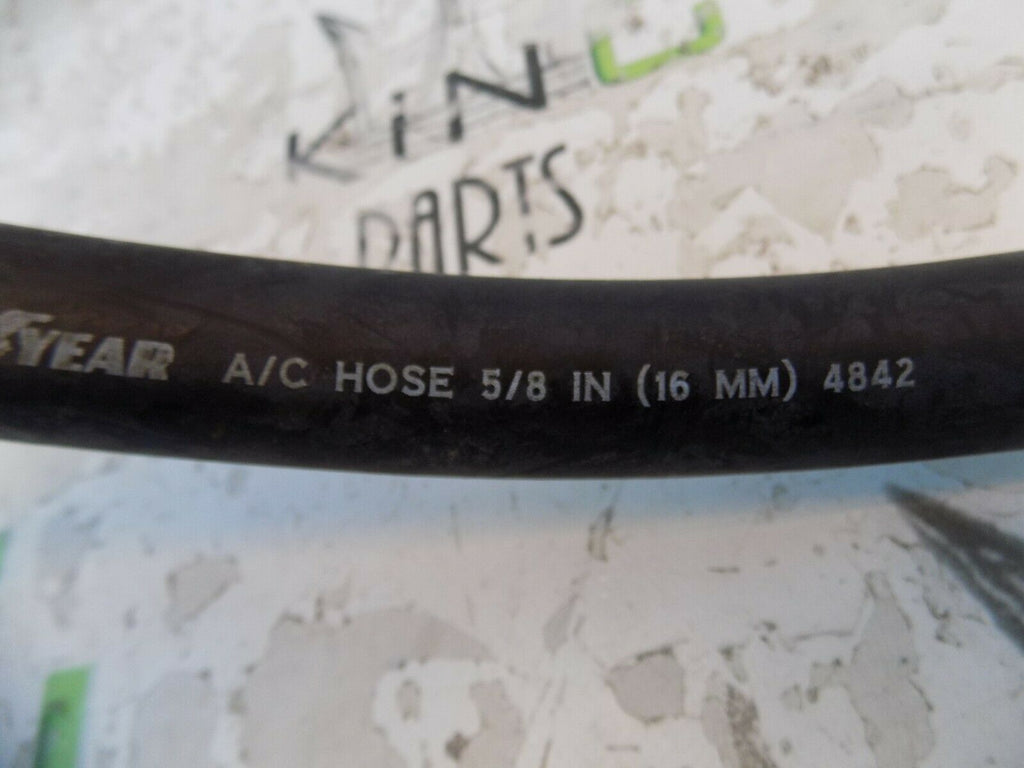 KiNG
PARTS
YEAR A/C HOSE 5/8 IN (16 MM) 4842